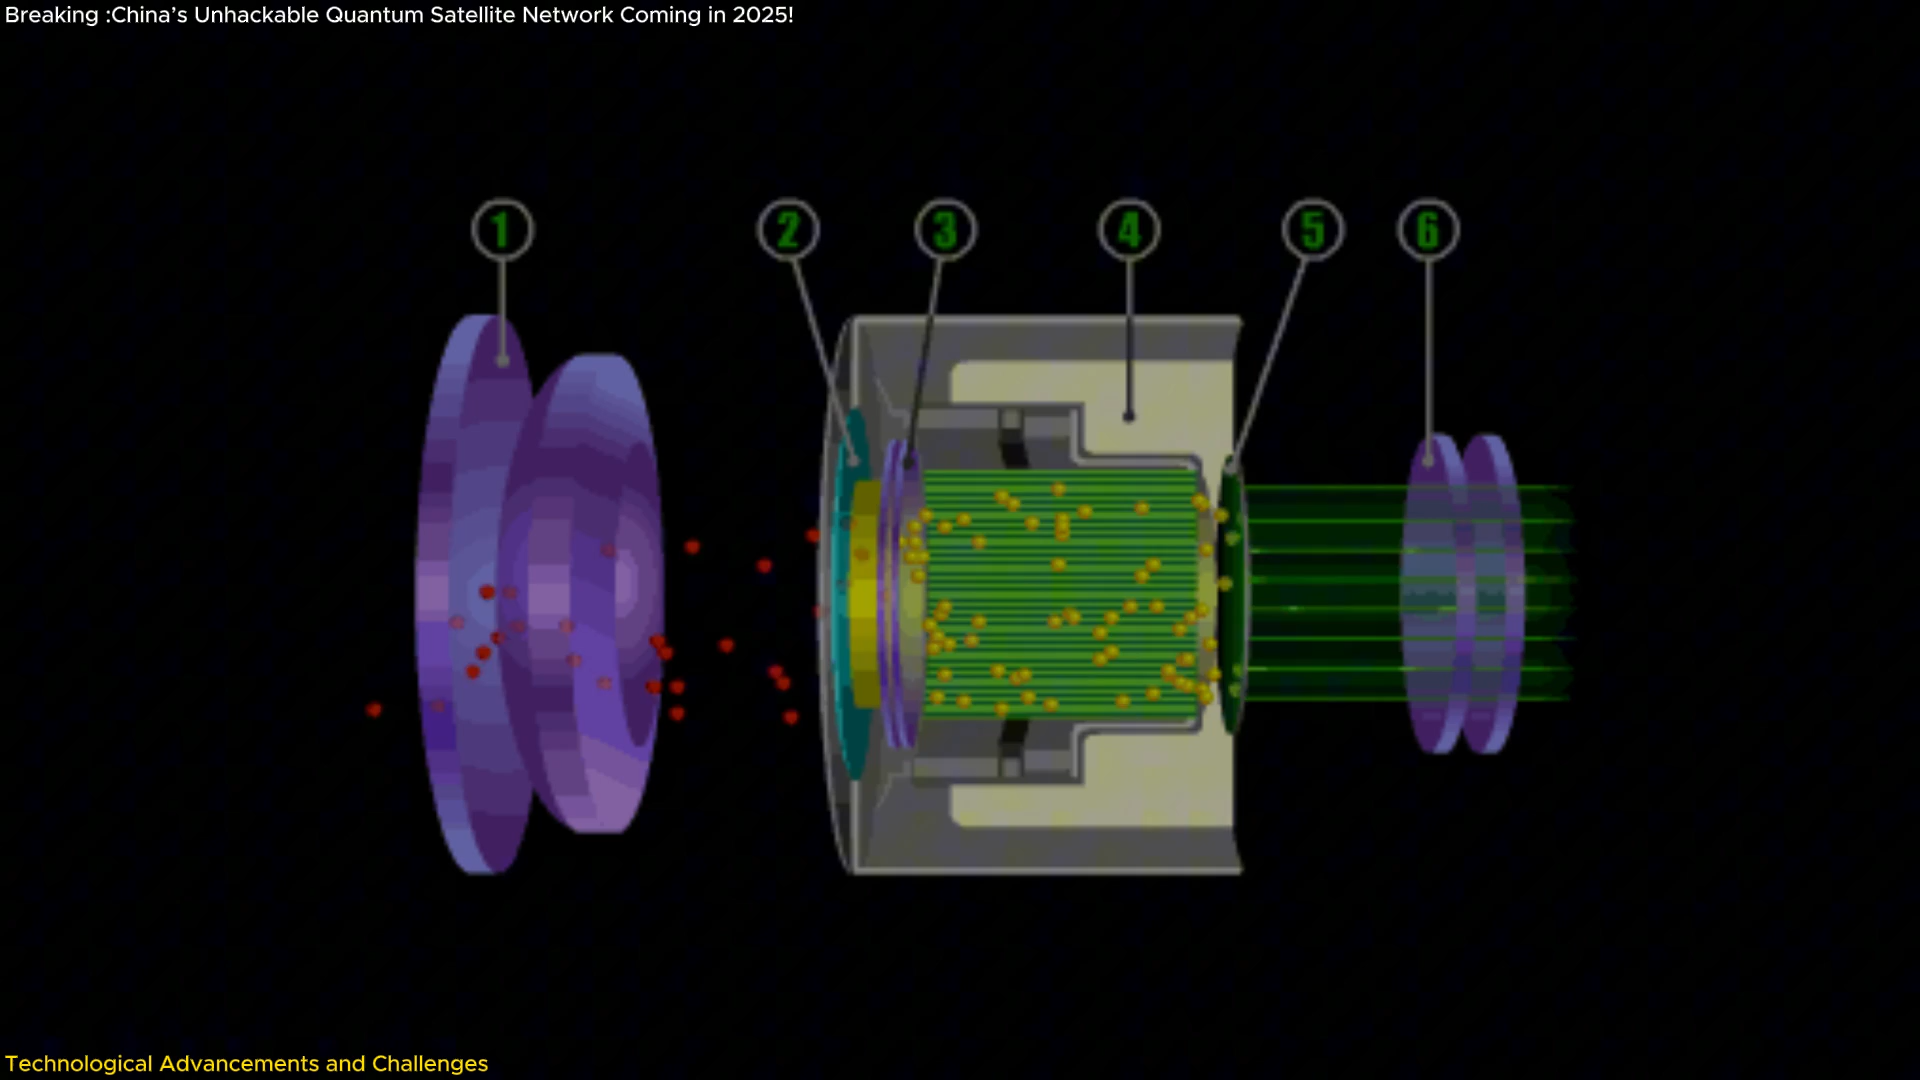 Breaking :China’s Unhackable Quantum Satellite Network Coming in 2025!
1 2 3 4 5 6
Technological Advancements and Challenges